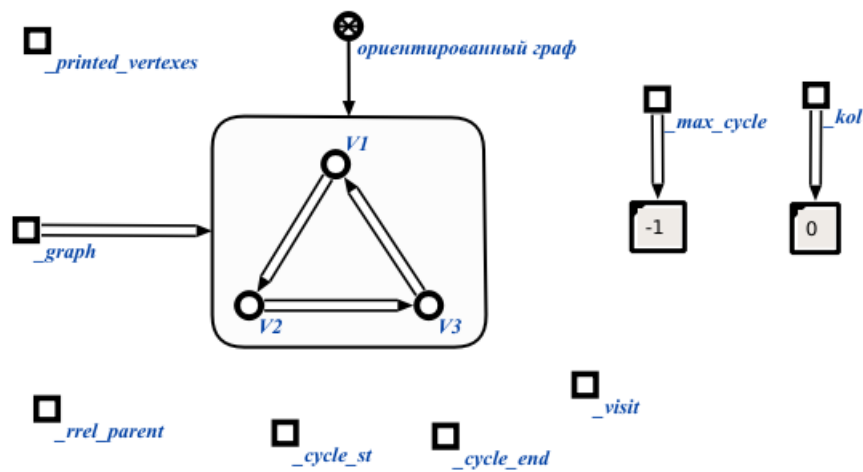 ориентированный граф
_printed_vertexes
_max_cycle
_kol
V1
-1
0
_graph
V2
V3
_visit
_rrel_parent
_cycle_st
_cycle_end